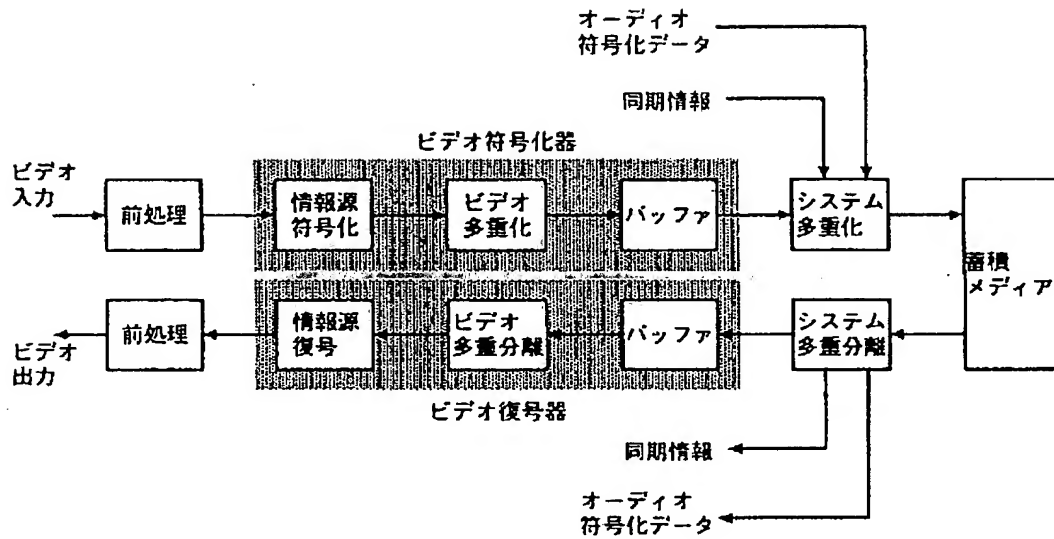 オーディオ
符号化データ
同期情報
ビデオ符号化器
ビデオ
入力
前処理
情報源
符号化
ビデオ
多重化
バッファ
システム
多重化
蓄積
メディア
前処理
情報源
復号
ビデオ
多重分離
バッファ
システム
多重分離
ビデオ
出力
ビデオ復号器
同期情報
オーディオ
符号化データ